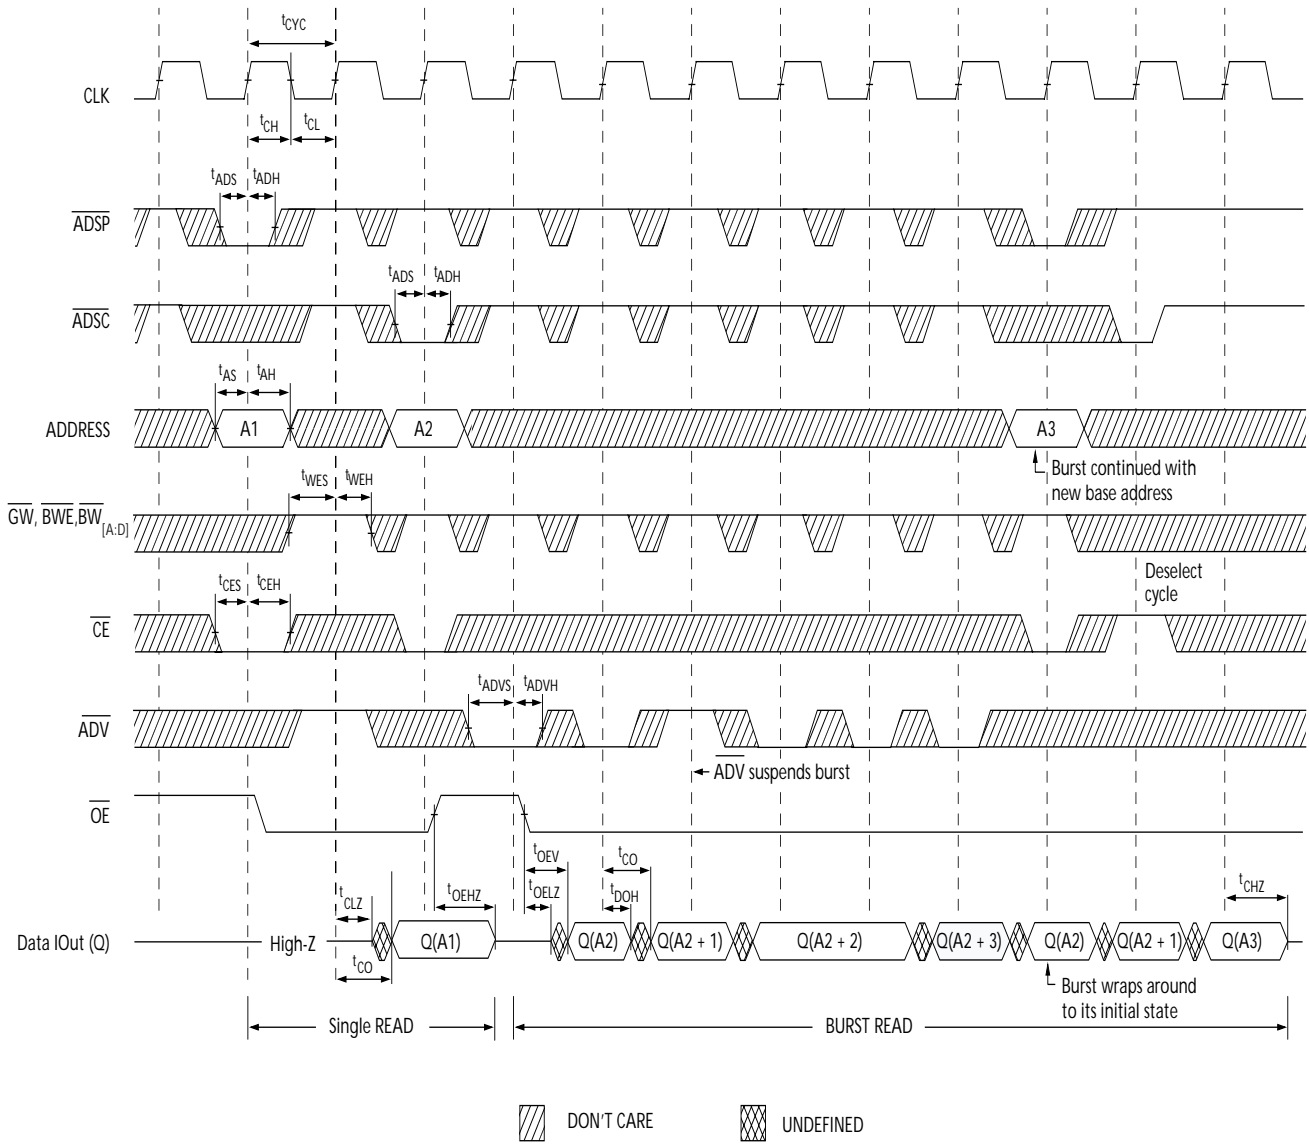 tCYC
CLK
tCH tCL
tADS tADH
ADSP
tADS tADH
ADSC
tAS tAH
ADDRESS A1 A2 A3
Burst continued with
new base address
tWES tWEH
GW, BWE,BW[A:D]
Deselect
cycle
tCES tCEH
CE
tADVS tADVH
ADV
ADV suspends burst
OE
tOEV tCO
tCLZ tOEHZ tOELZ tDOH tCHZ
Data IOut (Q) High-Z Q(A1) Q(A2) Q(A2 + 1) Q(A2 + 2) Q(A2 + 3) Q(A2) Q(A2 + 1) Q(A3)
tCO
Burst wraps around
to its initial state
Single READ BURST READ
DON'T CARE UNDEFINED